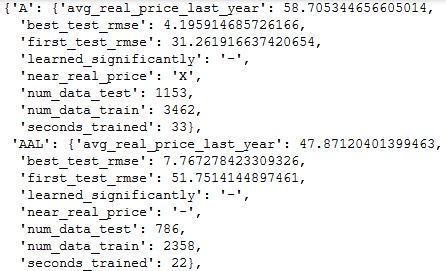 {'A': {'avg_real_price_last_year': 58.705344656605014,
'best_test_rmse': 4.195914685726166,
'first_test_rmse': 31.261916637420654,
'learned_significantly': '-',
'near_real_price': 'X',
'num_data_test': 1153,
'num_data_train': 3462,
'seconds_trained': 33},
'AAL': {'avg_real_price_last_year': 47.87120401399463,
'best_test_rmse': 7.767278423309326,
'first_test_rmse': 51.7514144897461,
'learned_significantly': '-',
'near_real_price': '-',
'num_data_test': 786,
'num_data_train': 2358,
'seconds_trained': 22},